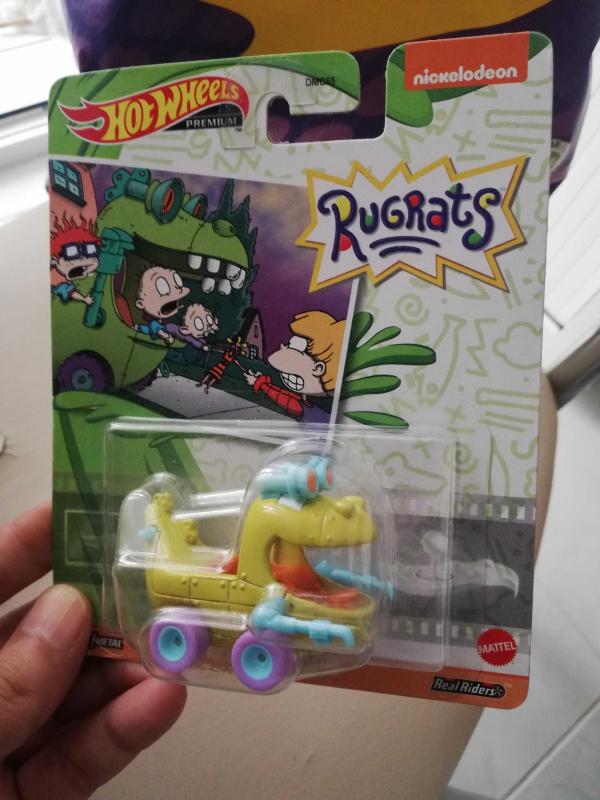 HOT WHEELS
PREMIUM
DMC55
nickelodeon
RUGRATS
METAL
MATTEL
Real Riders